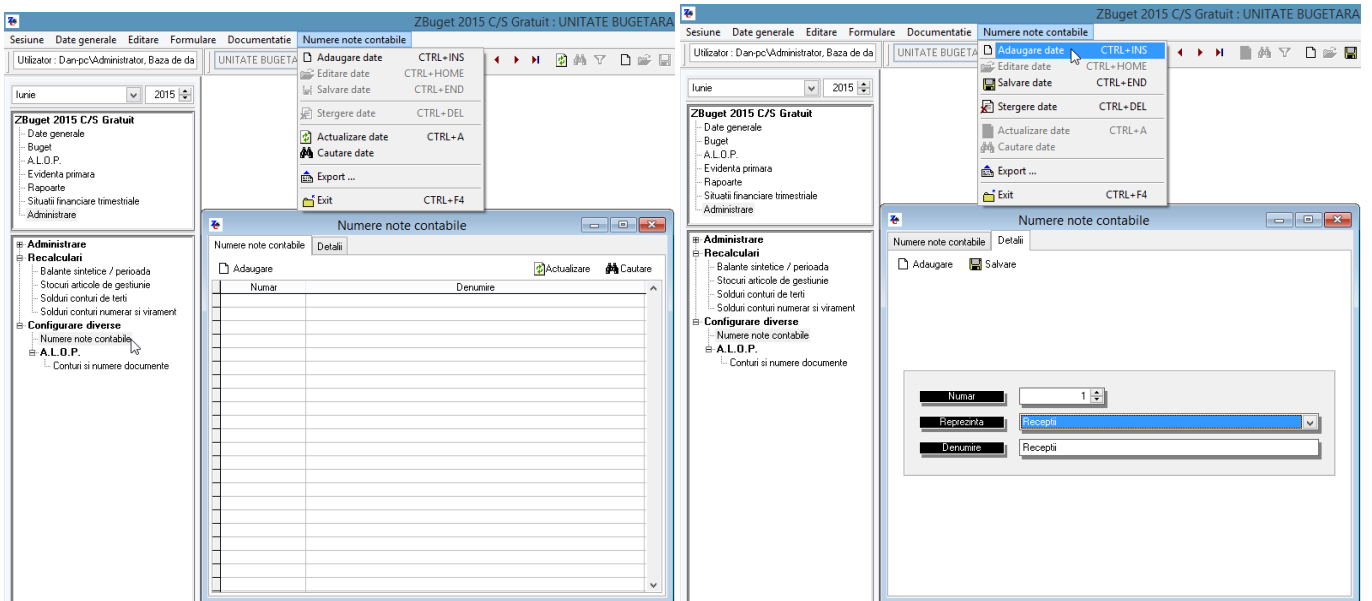 ZBuget 2015 C/S Gratuit : UNITATE BUGETARA
Sesiune Date generale Editare Formulare Documentatie Numere note contabile
Utilizator : Dan-pc\Administrator, Baza de da
UNITATE BUGETA
Adaugare date CTRL+INS
Editare date CTRL+HOME
Salvare date CTRL+END
Stergere date CTRL+DEL
Actualizare date CTRL+A
Cautare date
Export ...
Exit CTRL+F4
Iunie 2015
ZBuget 2015 C/S Gratuit
Date generale
Buget
A.L.O.P.
Evidenta primara
Rapoarte
Situatii financiare trimestriale
Administrare
Administrare
Recalculari
Balante sintetice / perioada
Stocuri articole de gestiune
Solduri conturi de terti
Solduri conturi numerar si virament
Configurare diverse
Numere note contabile
A.L.O.P.
Conturi si numere documente
Numere note contabile
Numere note contabile Detalii
Adaugare Actualizare Cautare
Numar Denumire
ZBuget 2015 C/S Gratuit : UNITATE BUGETARA
Sesiune Date generale Editare Formulare Documentatie Numere note contabile
Utilizator : Dan-pc\Administrator, Baza de da
UNITATE BUGETA
Adaugare date CTRL+INS
Editare date CTRL+HOME
Salvare date CTRL+END
Stergere date CTRL+DEL
Actualizare date CTRL+A
Cautare date
Export ...
Exit CTRL+F4
Iunie 2015
ZBuget 2015 C/S Gratuit
Date generale
Buget
A.L.O.P.
Evidenta primara
Rapoarte
Situatii financiare trimestriale
Administrare
Administrare
Recalculari
Balante sintetice / perioada
Stocuri articole de gestiune
Solduri conturi de terti
Solduri conturi numerar si virament
Configurare diverse
Numere note contabile
A.L.O.P.
Conturi si numere documente
Numere note contabile
Numere note contabile Detalii
Adaugare Salvare
Numar 1
Reprezinta Receptii
Denumire Receptii